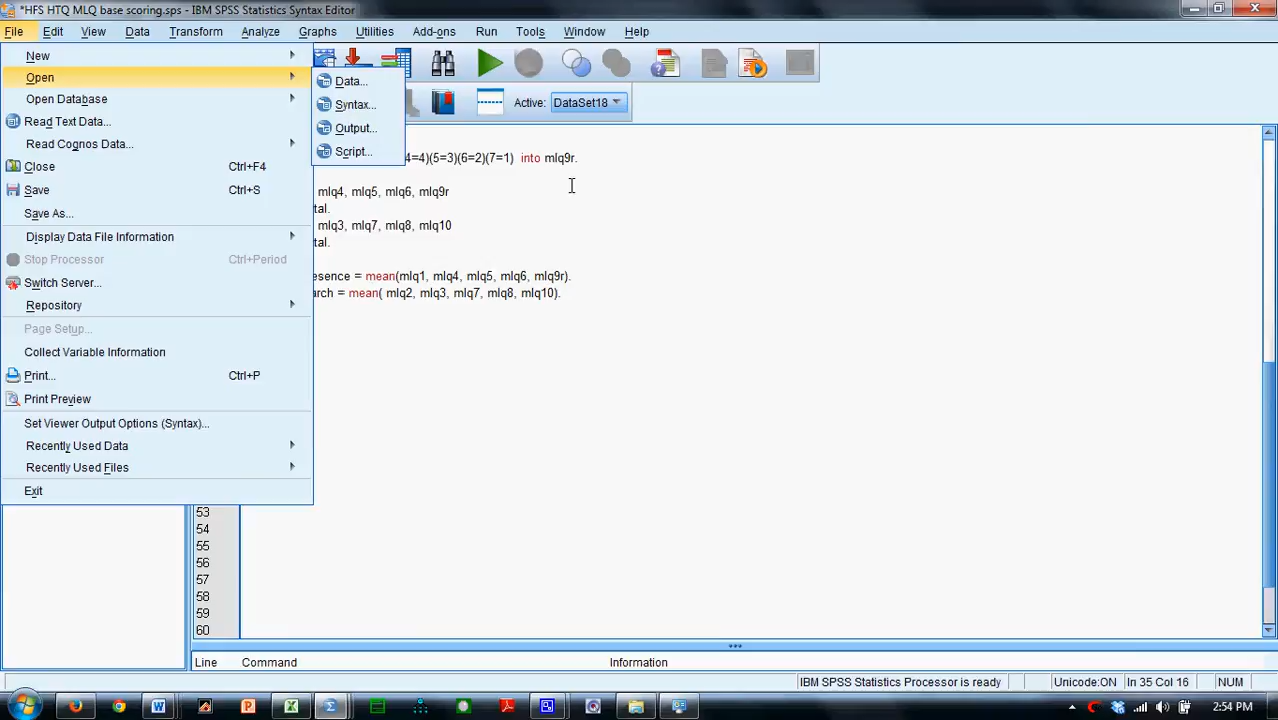 *HFS HTQ MLQ base scoring.sps - IBM SPSS Statistics Syntax Editor
File Edit View Data Transform Analyze Graphs Utilities Add-ons Run Tools Window Help
New
Open
Open Database
Read Text Data...
Read Cognos Data...
Close Ctrl+F4
Save Ctrl+S
Save As...
Display Data File Information
Stop Processor Ctrl+Period
Switch Server...
Repository
Page Setup...
Collect Variable Information
Print... Ctrl+P
Print Preview
Set Viewer Output Options (Syntax)...
Recently Used Data
Recently Used Files
Exit
Data...
Syntax...
Output...
Script...
Active: DataSet18
4=4)(5=3)(6=2)(7=1) into mlq9r.
mlq4, mlq5, mlq6, mlq9r
tal.
mlq3, mlq7, mlq8, mlq10
tal.
esence = mean(mlq1, mlq4, mlq5, mlq6, mlq9r).
arch = mean( mlq2, mlq3, mlq7, mlq8, mlq10).
53
54
55
56
57
58
59
60
Line Command Information
IBM SPSS Statistics Processor is ready Unicode:ON In 35 Col 16 NUM
2:54 PM